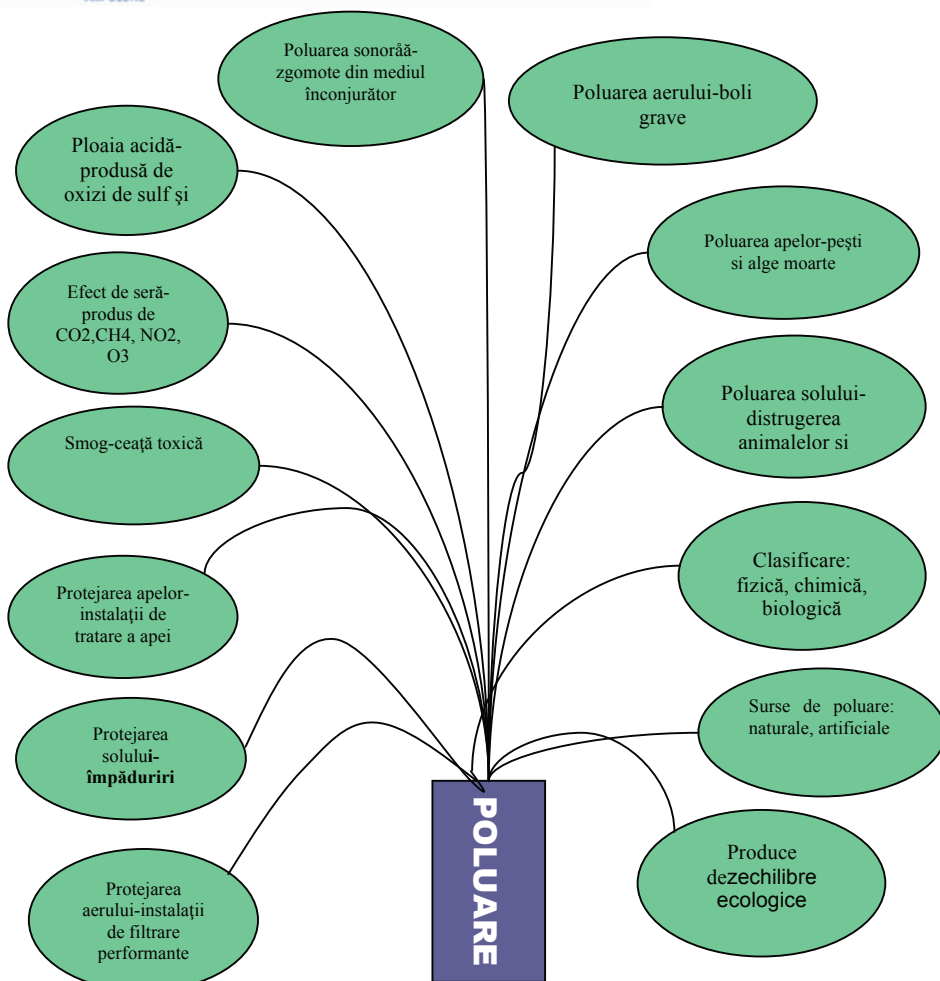 Poluarea sonorăă-
zgomote din mediul
înconjurător
Poluarea aerului-boli
grave
Ploaia acidă-
produsă de
oxizi de sulf şi
Poluarea apelor-peşti
si alge moarte
Efect de seră-
produs de
CO2,CH4, NO2,
O3
Poluarea solului-
distrugerea
animalelor si
Smog-ceaţă toxică
Clasificare:
fizică, chimică,
biologică
Protejarea apelor-
instalaţii de
tratare a apei
Surse de poluare:
naturale, artificiale
Protejarea
solului-
împăduriri
Produce
dezechilibre
ecologice
Protejarea
aerului-instalaţii
de filtrare
performante
POLUARE